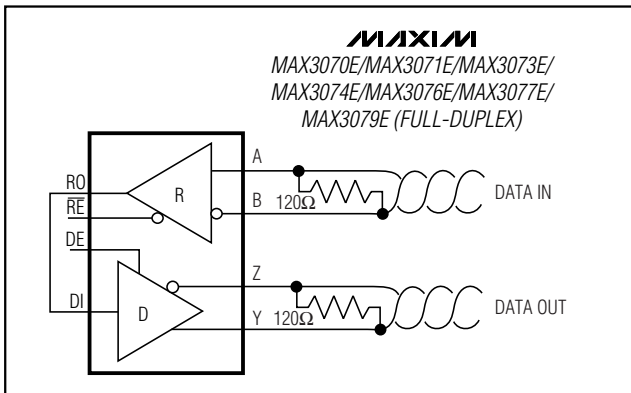 MAXIM
MAX3070E/MAX3071E/MAX3073E/
MAX3074E/MAX3076E/MAX3077E/
MAX3079E (FULL-DUPLEX)
A
RO
R
B
120Ω
DATA IN
RE
DE
Z
DI
D
Y
120Ω
DATA OUT